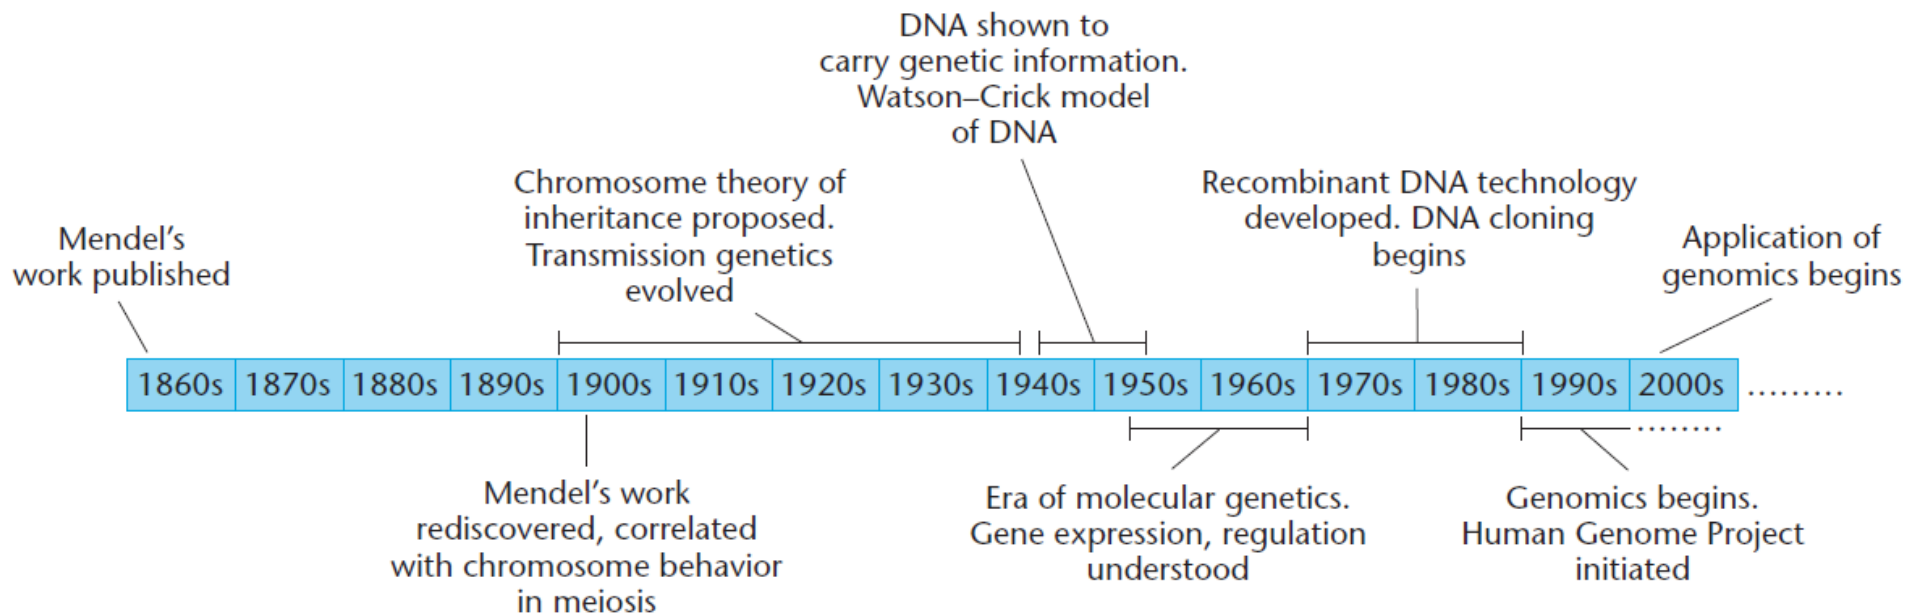 DNA shown to
carry genetic information.
Watson–Crick model
of DNA
Chromosome theory of
inheritance proposed.
Transmission genetics
evolved
Recombinant DNA technology
developed. DNA cloning
begins
Mendel’s
work published
Application of
genomics begins
1860s 1870s 1880s 1890s 1900s 1910s 1920s 1930s 1940s 1950s 1960s 1970s 1980s 1990s 2000s .........
........
Mendel’s work
rediscovered, correlated
with chromosome behavior
in meiosis
Era of molecular genetics.
Gene expression, regulation
understood
Genomics begins.
Human Genome Project
initiated